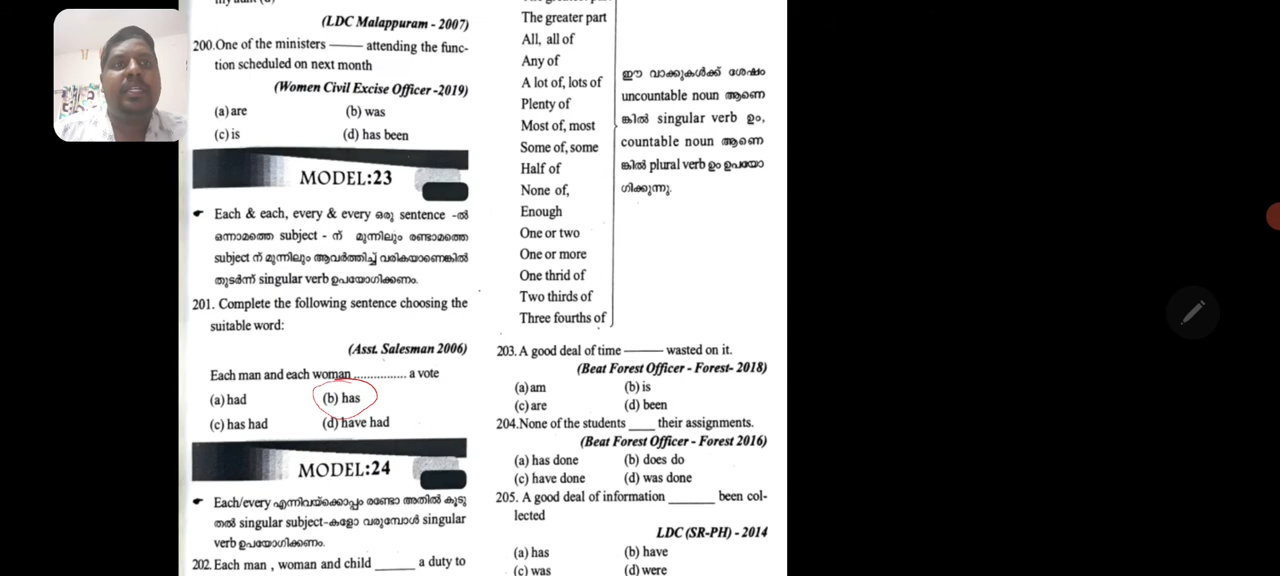 (LDC Malappuram - 2007)
200.One of the ministers ——— attending the func-
tion scheduled on next month
(Women Civil Excise Officer -2019)
(a) are (b) was
(c) is (d) has been
MODEL:23
Each & each, every & every ഒരു sentence -ൽ
ഒന്നാമത്തെ subject - ന് മുന്നിലും രണ്ടാമത്തെ
subject ന് മുന്നിലും ആവർത്തിച്ച് വരികയാണെങ്കിൽ
തുടർന്ന് singular verb ഉപയോഗിക്കണം.
201. Complete the following sentence choosing the
suitable word:
(Asst. Salesman 2006)
Each man and each woman ................ a vote
(a) had (b) has
(c) has had (d) have had
MODEL:24
Each/every എന്നിവയ്ക്കൊപ്പം രണ്ടോ അതിൽ കൂടു
തൽ singular subject-കളോ വരുമ്പോൾ singular
verb ഉപയോഗിക്കണം.
202. Each man , woman and child ______ a duty to
The greater part
All, all of
Any of
A lot of, lots of
Plenty of
Most of, most
Some of, some
Half of
None of,
Enough
One or two
One or more
One thrid of
Two thirds of
Three fourths of
ഈ വാക്കുകൾക്ക് ശേഷം
uncountable noun ആണെ
ങ്കിൽ singular verb ഉം,
countable noun ആണെ
ങ്കിൽ plural verb ഉം ഉപയോ
ഗിക്കുന്നു.
203. A good deal of time ——— wasted on it.
(Beat Forest Officer - Forest- 2018)
(a) am (b) is
(c) are (d) been
204.None of the students ____ their assignments.
(Beat Forest Officer - Forest 2016)
(a) has done (b) does do
(c) have done (d) was done
205. A good deal of information _______ been col-
lected
LDC (SR-PH) - 2014
(a) has (b) have
(c) was (d) were